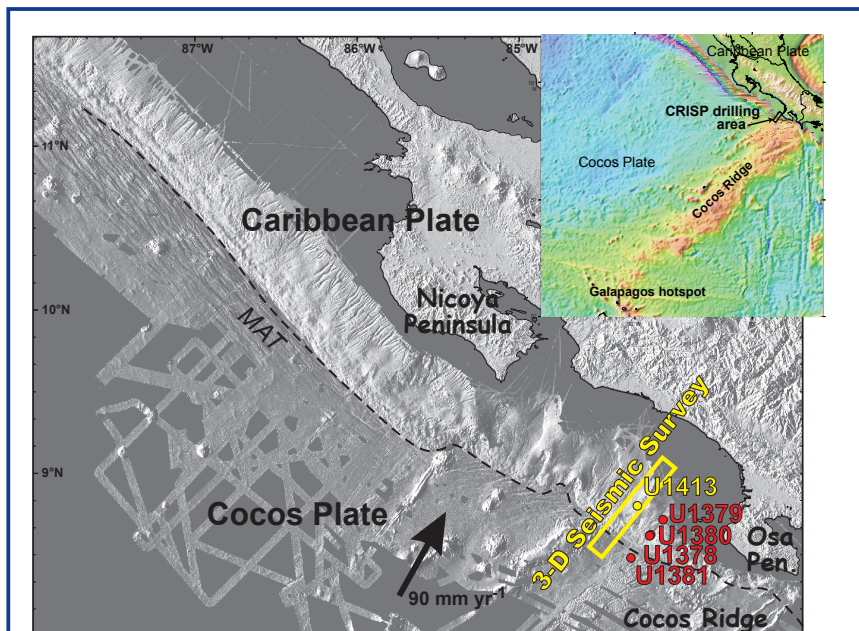 87°W
86°W
85°W
11°N
10°N
9°N
Caribbean Plate
CRISP drilling
area
Cocos Plate
Cocos Ridge
Galapagos hotspot
Caribbean Plate
Nicoya
Peninsula
MAT
3-D Seismic Survey
U1413
U1379
U1380
U1378
U1381
Osa
Pen.
Cocos Plate
90 mm yr-1
Cocos Ridge